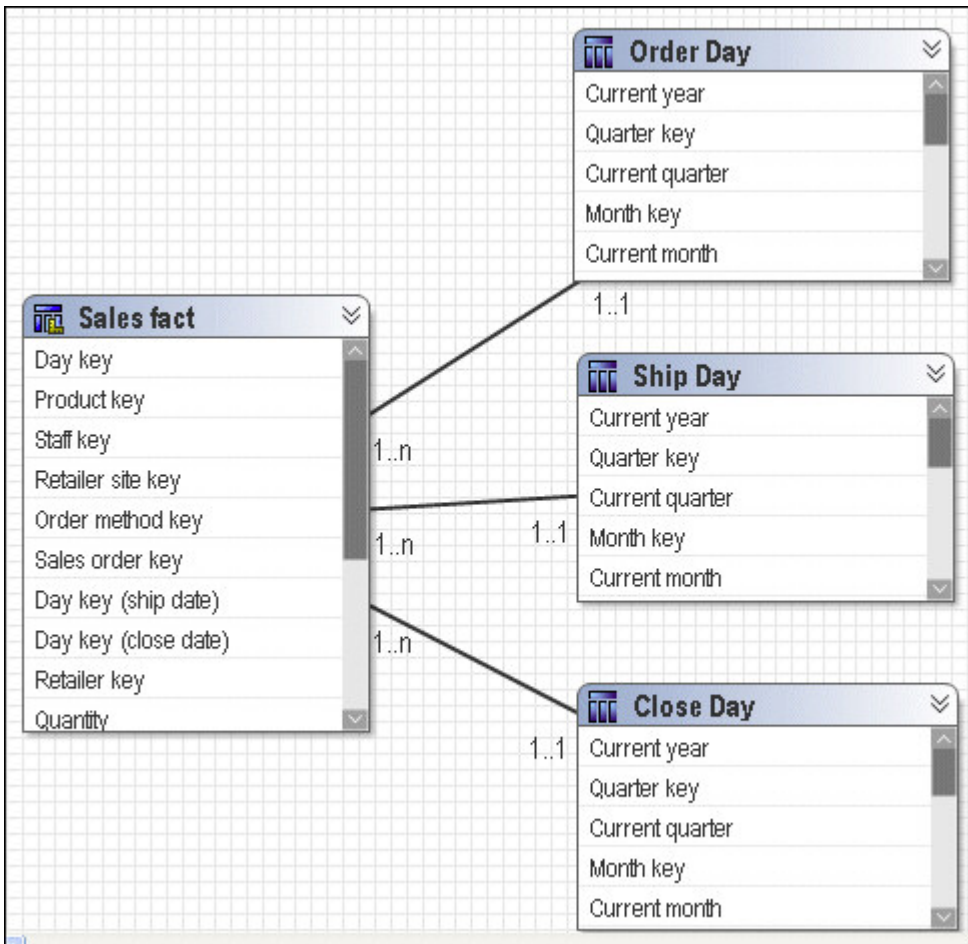 Order Day
Current year
Quarter key
Current quarter
Month key
Current month
1..1
Sales fact
Day key
Product key
Staff key
Retailer site key
Order method key
Sales order key
Day key (ship date)
Day key (close date)
Retailer key
Quantity
1..n
1..n
1..n
Ship Day
Current year
Quarter key
Current quarter
Month key
Current month
1..1
Close Day
Current year
Quarter key
Current quarter
Month key
Current month
1..1